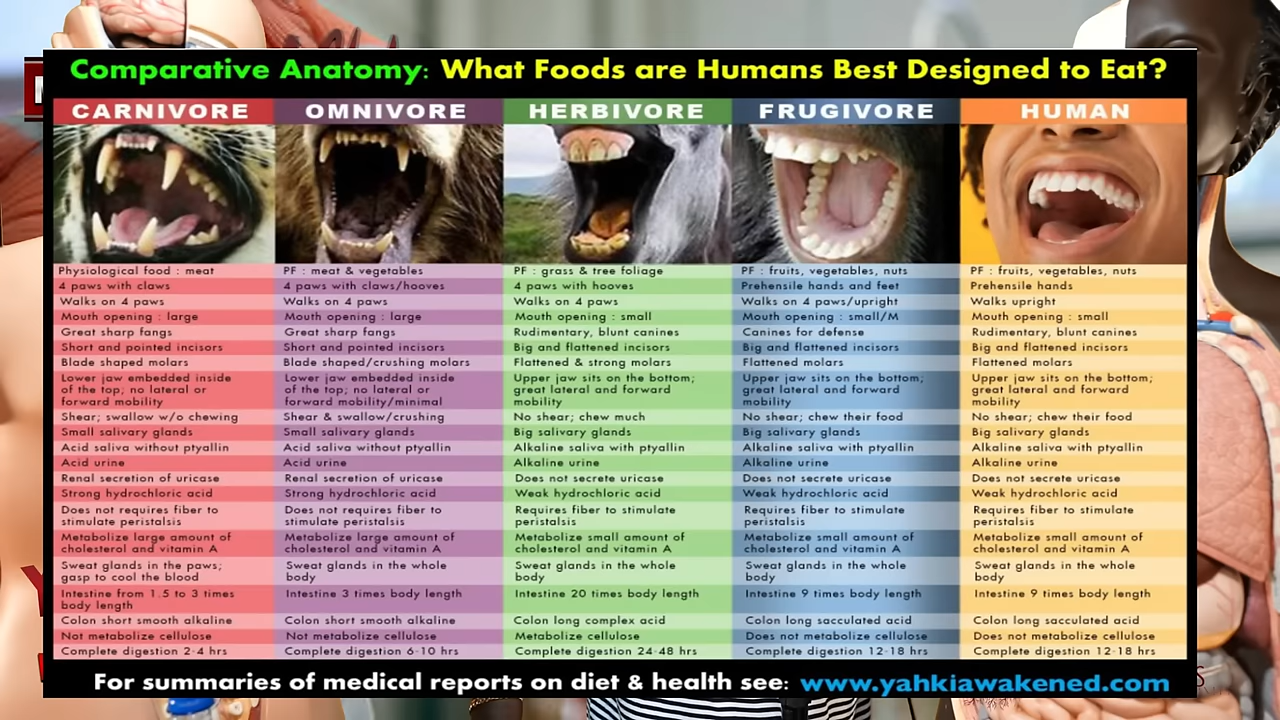 Comparative Anatomy: What Foods are Humans Best Designed to Eat?
CARNIVORE
OMNIVORE
HERBIVORE
FRUGIVORE
HUMAN
Physiological food : meat
PF : meat & vegetables
PF : grass & tree foliage
PF : fruits, vegetables, nuts
PF : fruits, vegetables, nuts
4 paws with claws
4 paws with claws/hooves
4 paws with hooves
Prehensile hands and feet
Prehensile hands
Walks on 4 paws
Walks on 4 paws
Walks on 4 paws
Walks on 4 paws/upright
Walks upright
Mouth opening : large
Mouth opening : large
Mouth opening : small
Mouth opening : small/M
Mouth opening : small
Great sharp fangs
Great sharp fangs
Rudimentary, blunt canines
Canines for defense
Rudimentary, blunt canines
Short and pointed incisors
Short and pointed incisors
Big and flattened incisors
Big and flattened incisors
Big and flattened incisors
Blade shaped molars
Blade shaped/crushing molars
Flattened & strong molars
Flattened molars
Flattened molars
Lower jaw embedded inside
of the top; no lateral or
forward mobility
Lower jaw embedded inside
of the top; no lateral or
forward mobility/minimal
Upper jaw sits on the bottom;
great lateral and forward
mobility
Upper jaw sits on the bottom;
great lateral and forward
mobility
Upper jaw sits on the bottom;
great lateral and forward
mobility
Shear; swallow w/o chewing
Shear & swallow/crushing
No shear; chew much
No shear; chew their food
No shear; chew their food
Small salivary glands
Small salivary glands
Big salivary glands
Big salivary glands
Big salivary glands
Acid saliva without ptyallin
Acid saliva without ptyallin
Alkaline saliva with ptyallin
Alkaline saliva with ptyallin
Alkaline saliva with ptyallin
Acid urine
Acid urine
Alkaline urine
Alkaline urine
Alkaline urine
Renal secretion of uricase
Renal secretion of uricase
Does not secrete uricase
Does not secrete uricase
Does not secrete uricase
Strong hydrochloric acid
Strong hydrochloric acid
Weak hydrochloric acid
Weak hydrochloric acid
Weak hydrochloric acid
Does not requires fiber to
stimulate peristalsis
Does not requires fiber to
stimulate peristalsis
Requires fiber to stimulate
peristalsis
Requires fiber to stimulate
peristalsis
Requires fiber to stimulate
peristalsis
Metabolize large amount of
cholesterol and vitamin A
Metabolize large amount of
cholesterol and vitamin A
Metabolize small amount of
cholesterol and vitamin A
Metabolize small amount of
cholesterol and vitamin A
Metabolize small amount of
cholesterol and vitamin A
Sweat glands in the paws;
gasp to cool the blood
Sweat glands in the whole
body
Sweat glands in the whole
body
Sweat glands in the whole
body
Sweat glands in the whole
body
Intestine from 1.5 to 3 times
body length
Intestine 3 times body length
Intestine 20 times body length
Intestine 9 times body length
Intestine 9 times body length
Colon short smooth alkaline
Colon short smooth alkaline
Colon long complex acid
Colon long sacculated acid
Colon long sacculated acid
Not metabolize cellulose
Not metabolize cellulose
Metabolize cellulose
Does not metabolize cellulose
Does not metabolize cellulose
Complete digestion 2-4 hrs
Complete digestion 6-10 hrs
Complete digestion 24-48 hrs
Complete digestion 12-18 hrs
Complete digestion 12-18 hrs
For summaries of medical reports on diet & health see: www.yahkiawakened.com